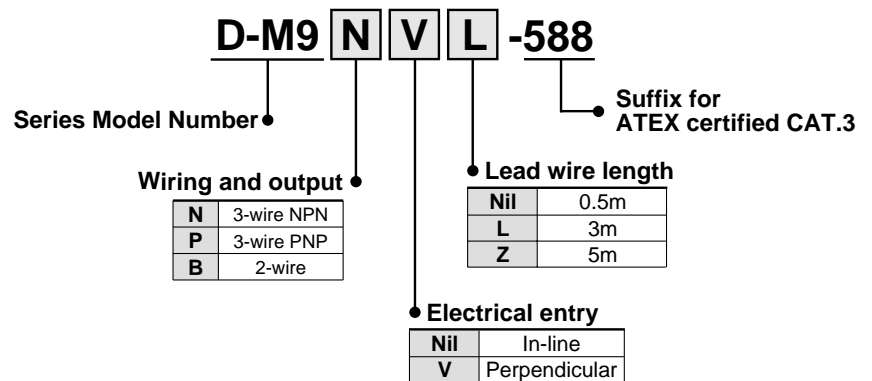 D-M9 N V L -588
Series Model Number
Suffix for
ATEX certified CAT.3
Wiring and output
N 3-wire NPN
P 3-wire PNP
B 2-wire
Lead wire length
Nil 0.5m
L 3m
Z 5m
Electrical entry
Nil In-line
V Perpendicular